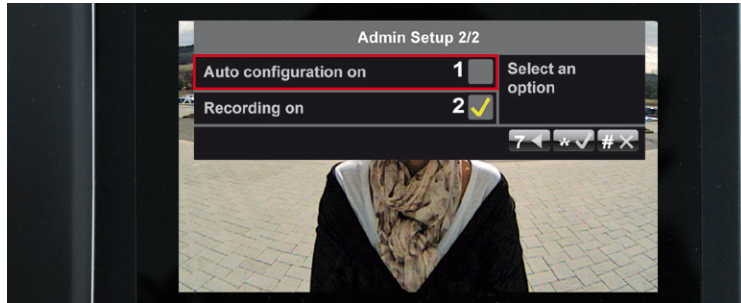 Admin Setup 2/2
Auto configuration on 1
Select an
option
Recording on 2
7 * #